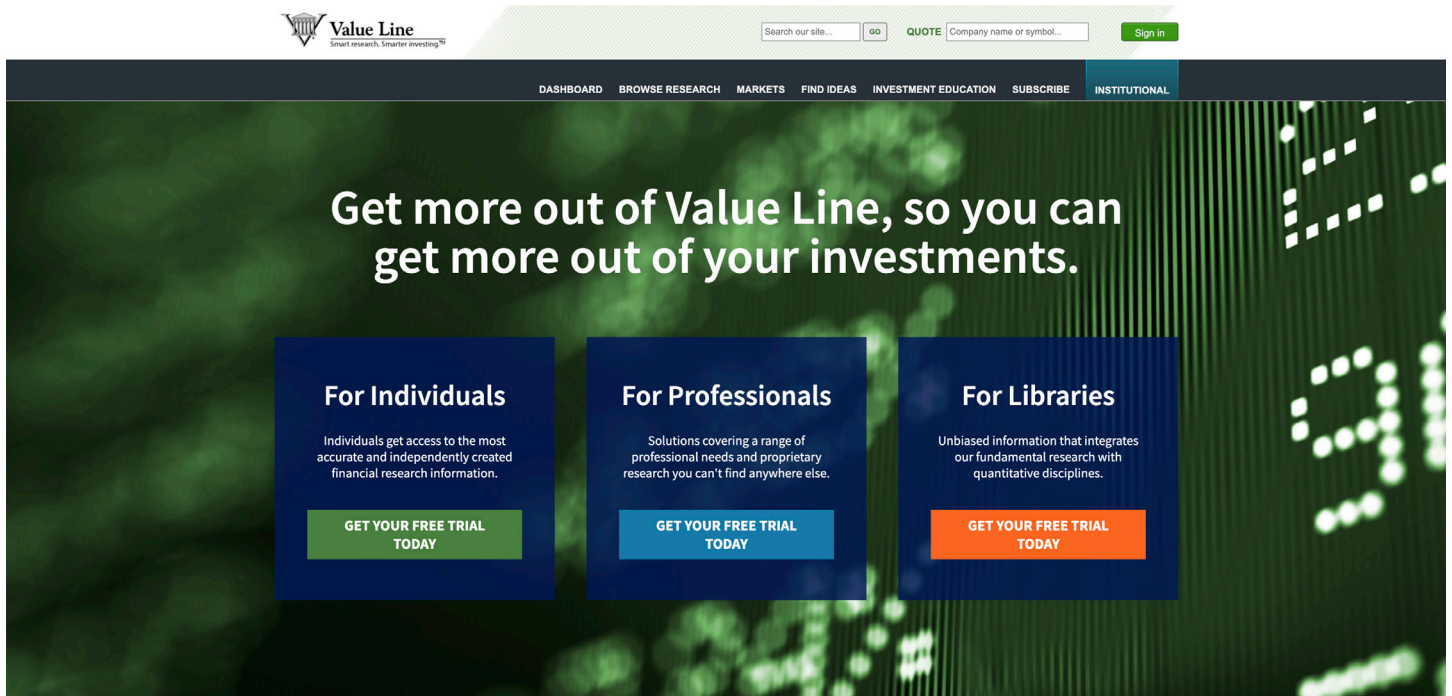 Value Line
Smart research. Smarter investing.™
Search our site...
GO
QUOTE
Company name or symbol...
Sign in
DASHBOARD
BROWSE RESEARCH
MARKETS
FIND IDEAS
INVESTMENT EDUCATION
SUBSCRIBE
INSTITUTIONAL
Get more out of Value Line, so you can
get more out of your investments.
For Individuals
Individuals get access to the most
accurate and independently created
financial research information.
GET YOUR FREE TRIAL
TODAY
For Professionals
Solutions covering a range of
professional needs and proprietary
research you can't find anywhere else.
GET YOUR FREE TRIAL
TODAY
For Libraries
Unbiased information that integrates
our fundamental research with
quantitative disciplines.
GET YOUR FREE TRIAL
TODAY